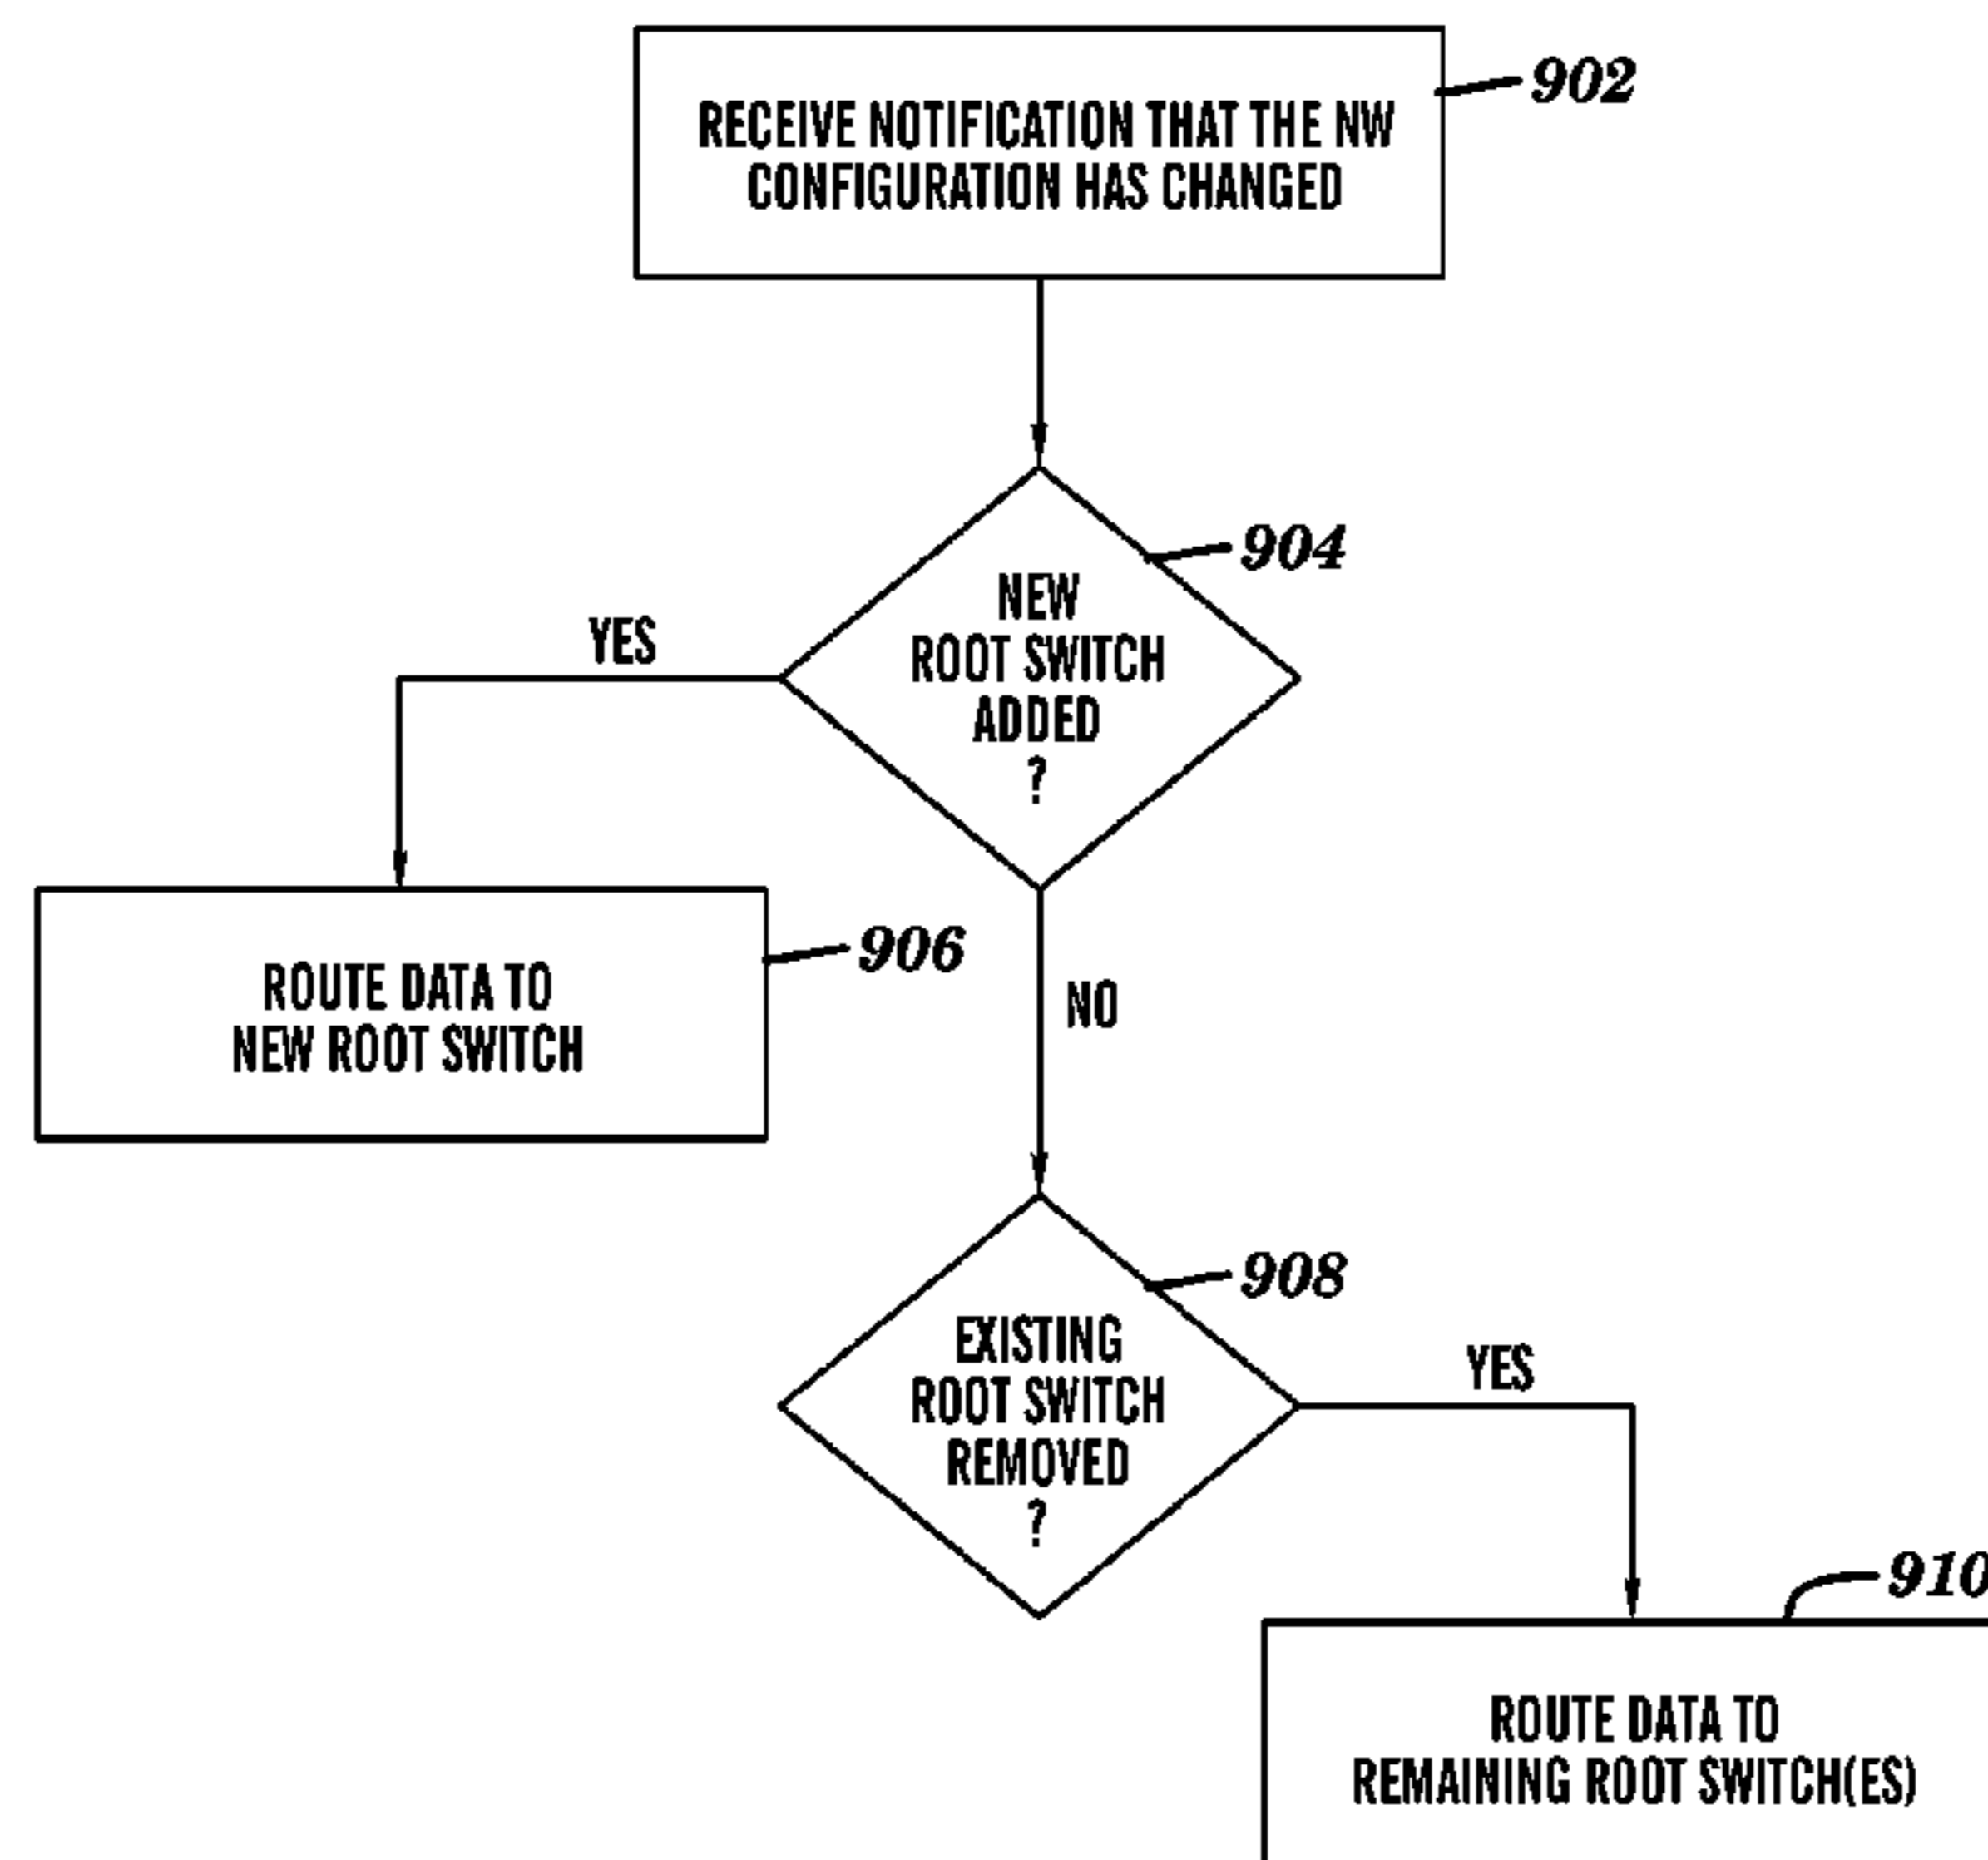 RECEIVE NOTIFICATION THAT THE NW
CONFIGURATION HAS CHANGED
902
904
NEW
ROOT SWITCH
ADDED
?
YES
906
ROUTE DATA TO
NEW ROOT SWITCH
NO
908
EXISTING
ROOT SWITCH
REMOVED
?
YES
910
ROUTE DATA TO
REMAINING ROOT SWITCH(ES)